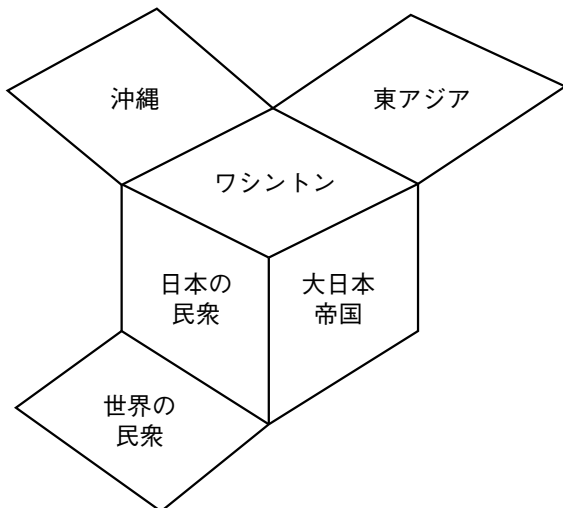 沖縄
東アジア
ワシントン
日本の
民衆
大日本
帝国
世界の
民衆